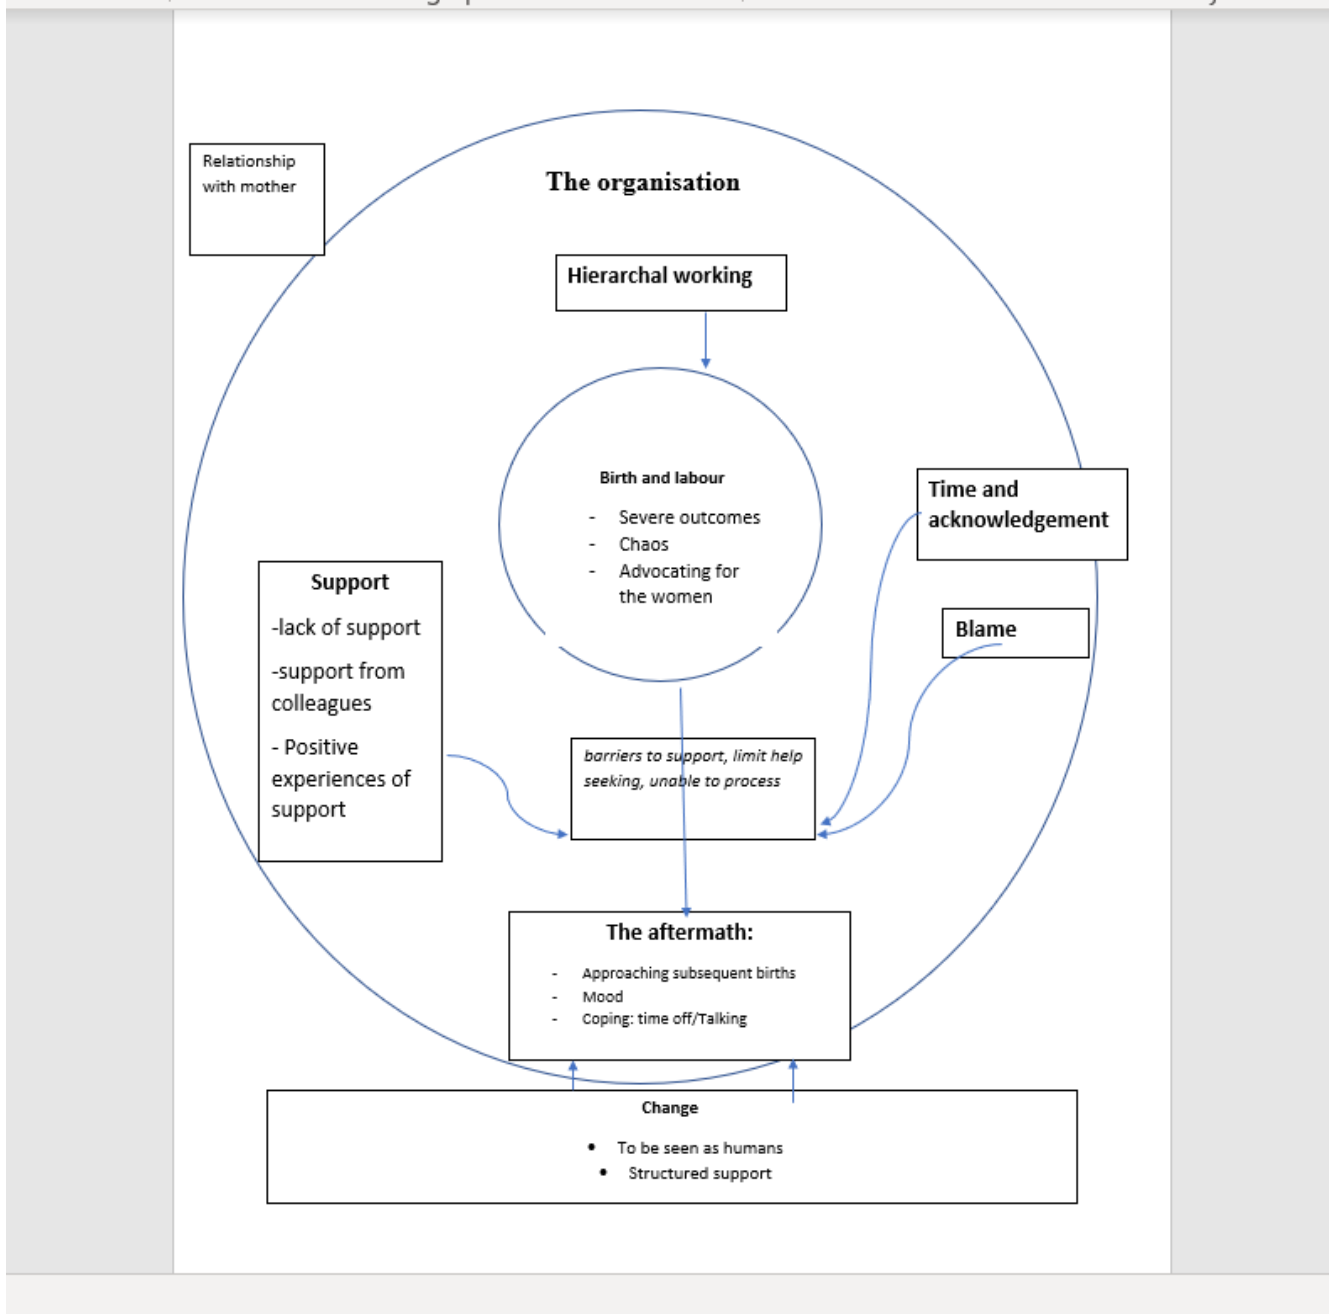 Relationship
with mother
The organisation
Hierarchal working
Birth and labour
- Severe outcomes
- Chaos
- Advocating for
the women
Time and
acknowledgement
Support
-lack of support
-support from
colleagues
- Positive
experiences of
support
Blame
barriers to support, limit help
seeking, unable to process
The aftermath:
- Approaching subsequent births
- Mood
- Coping: time off/Talking
Change
• To be seen as humans
• Structured support